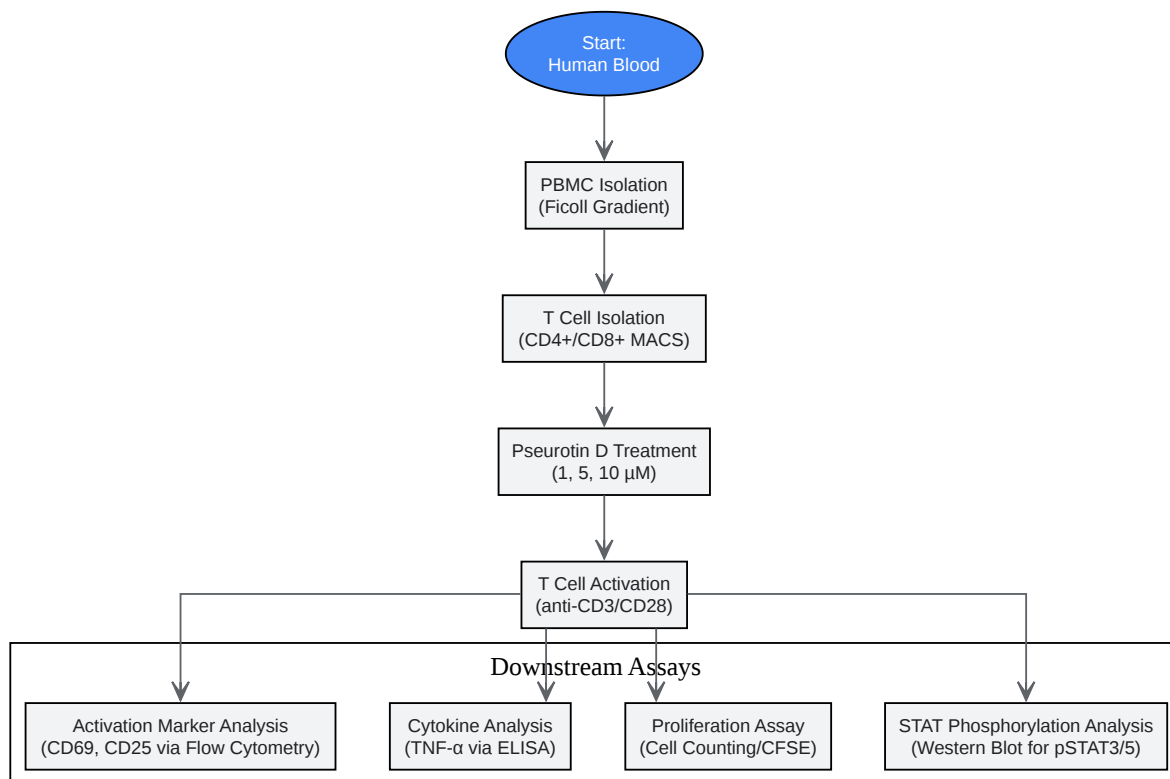 Start:
Human Blood
PBMC Isolation
(Ficoll Gradient)
T Cell Isolation
(CD4+/CD8+ MACS)
Pseurotin D Treatment
(1, 5, 10 µM)
T Cell Activation
(anti-CD3/CD28)
Downstream Assays
Activation Marker Analysis
(CD69, CD25 via Flow Cytometry)
Cytokine Analysis
(TNF-α via ELISA)
Proliferation Assay
(Cell Counting/CFSE)
STAT Phosphorylation Analysis
(Western Blot for pSTAT3/5)